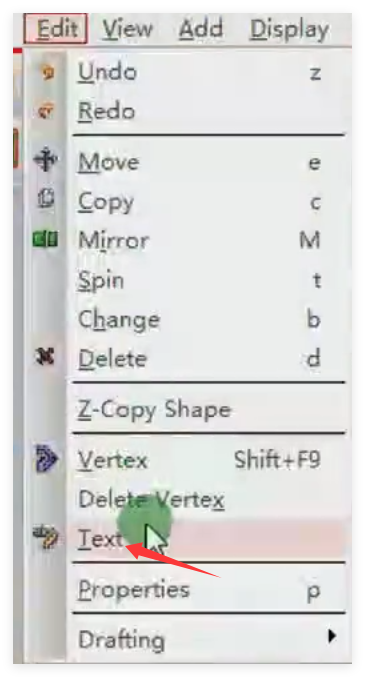 Edit View Add Display
Undo z
Redo
Move e
Copy c
Mirror M
Spin t
Change b
Delete d
Z-Copy Shape
Vertex Shift+F9
Delete Vertex
Text
Properties p
Drafting